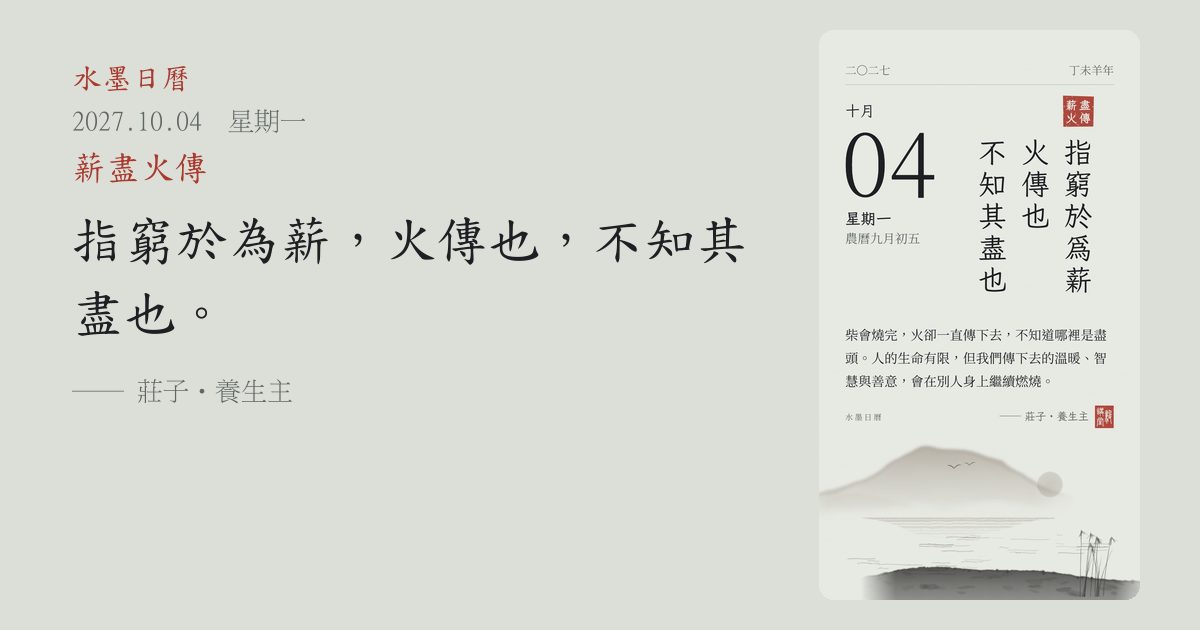 水墨日曆
2027.10.04 星期一
薪盡火傳
指窮於為薪，火傳也，不知其
盡也。
—— 莊子・養生主
二〇二七
丁未羊年
十月
04
星期一
農曆九月初五
薪盡
火傳
指窮於爲薪
火傳也
不知其盡也
柴會燒完，火卻一直傳下去，不知道哪裡是盡
頭。人的生命有限，但我們傳下去的溫暖、智
慧與善意，會在別人身上繼續燃燒。
水墨日曆
—— 莊子・養生主